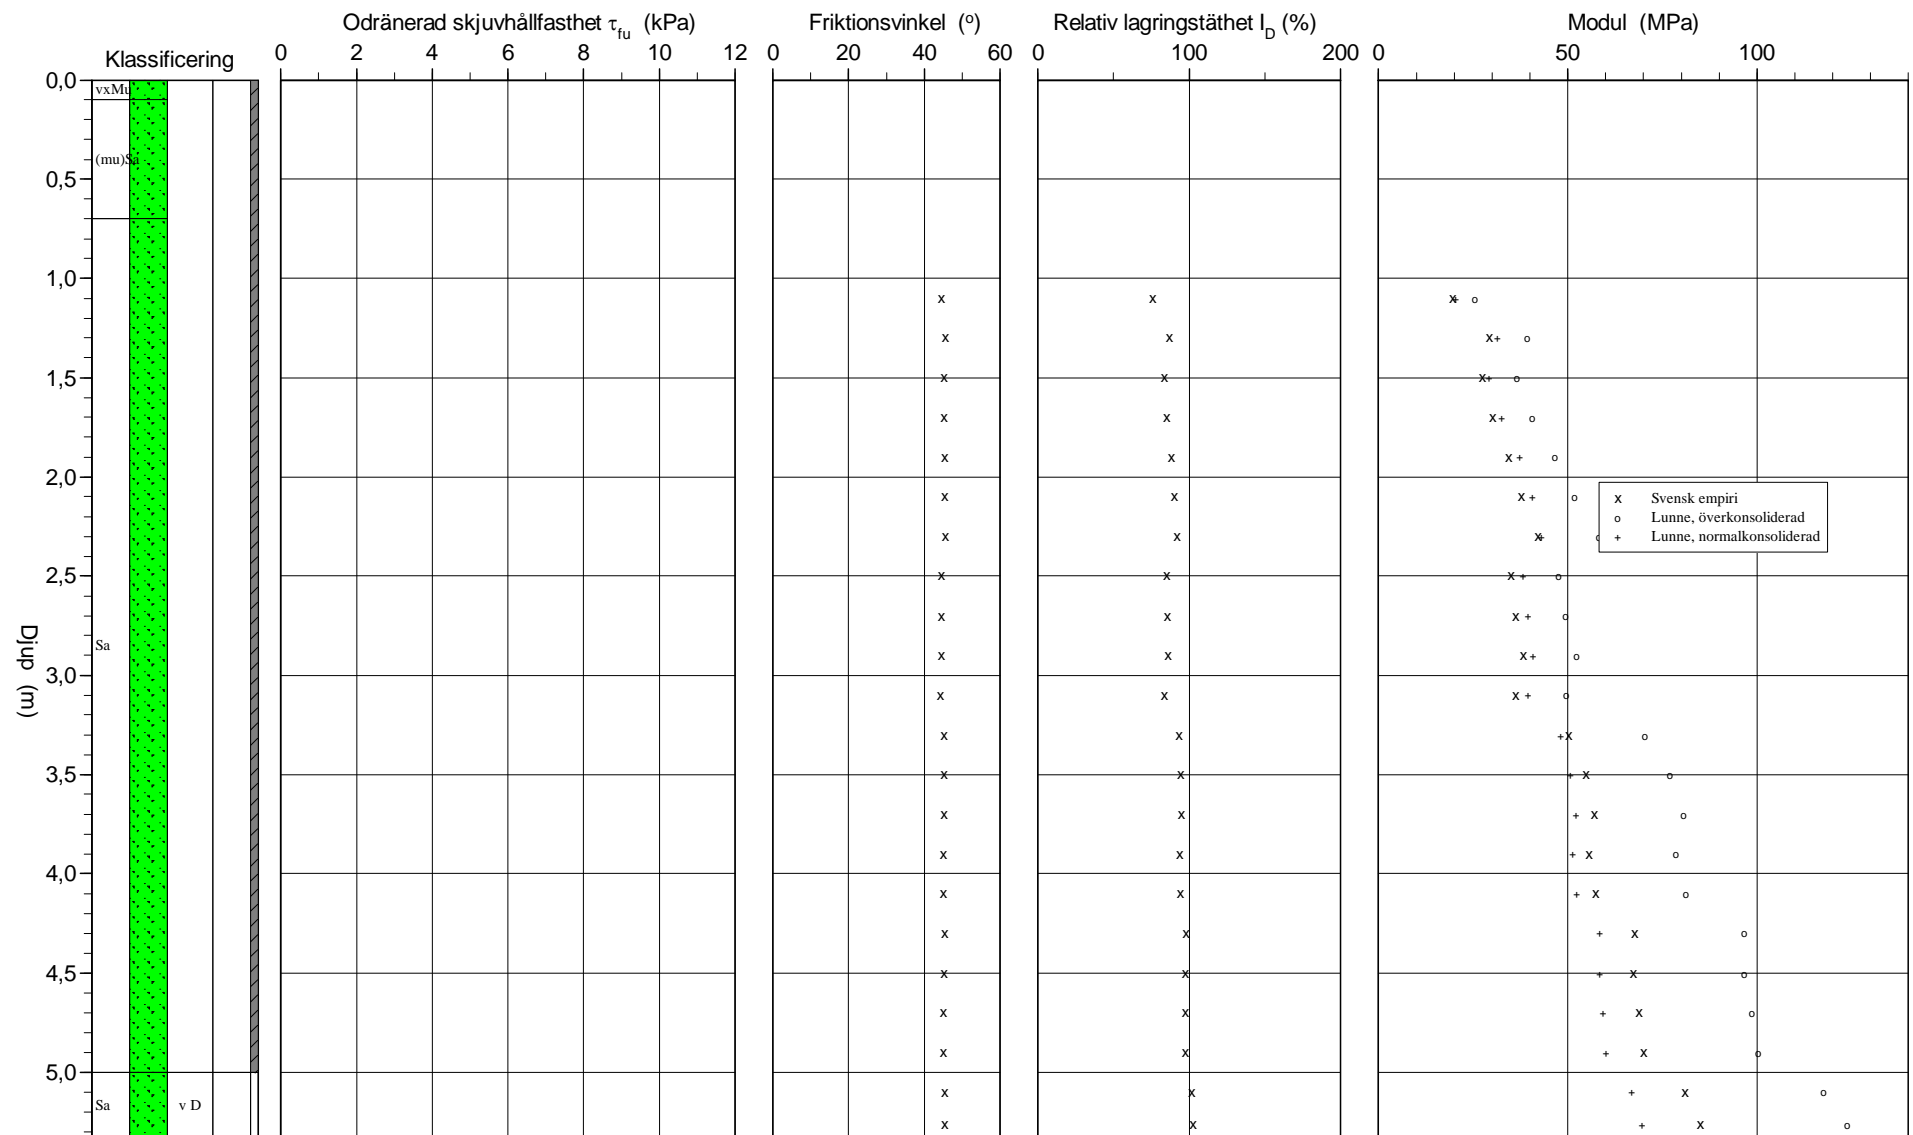 Odränerad skjuvhållfasthet τfu (kPa)
Friktionsvinkel (o)
Relativ lagringstäthet ID (%)
Modul (MPa)
Klassificering
0 2 4 6 8 10 12
0 20 40 60
0 100 200
0 50 100
0,0
vxMu
(mu)Sa
0,5
1,0
1,5
2,0
x Svensk empiri
o Lunne, överkonsoliderad
+ Lunne, normalkonsoliderad
2,5
Djup (m)
Sa
3,0
3,5
4,0
4,5
5,0
Sa v D